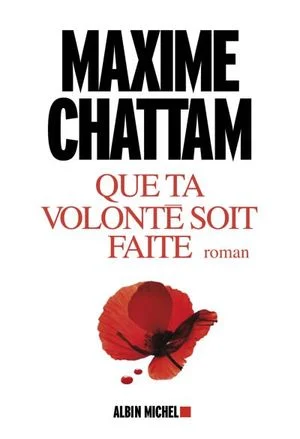 MAXIME
CHATTAM
QUE TA
VOLONTÉ SOIT
FAITE roman
ALBIN MICHEL